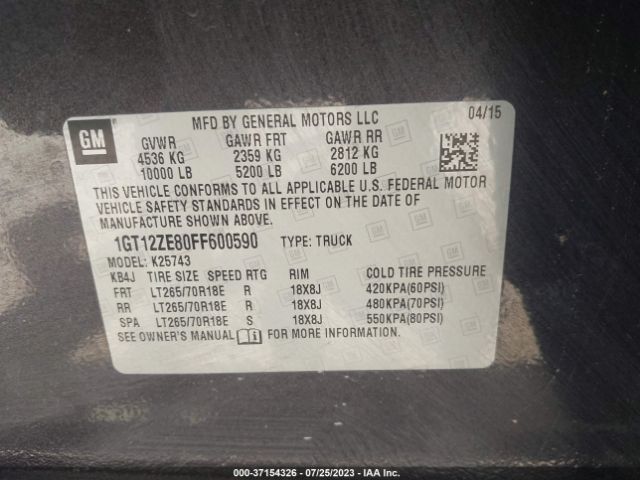 GM
MFD BY GENERAL MOTORS LLC
04/15
GVWR GAWR FRT GAWR RR
4536 KG 2359 KG 2812 KG
10000 LB 5200 LB 6200 LB
THIS VEHICLE CONFORMS TO ALL APPLICABLE U.S. FEDERAL MOTOR
VEHICLE SAFETY STANDARDS IN EFFECT ON THE DATE OF
MANUFACTURE SHOWN ABOVE.
1GT12ZE80FF600590 TYPE: TRUCK
MODEL: K25743
KB4J TIRE SIZE SPEED RTG RIM COLD TIRE PRESSURE
FRT LT265/70R18E R 18X8J 420KPA(60PSI)
RR LT265/70R18E R 18X8J 480KPA(70PSI)
SPA LT265/70R18E S 18X8J 550KPA(80PSI)
SEE OWNER'S MANUAL FOR MORE INFORMATION.
000-37154326 / 07/25/2023 / IAA Inc.